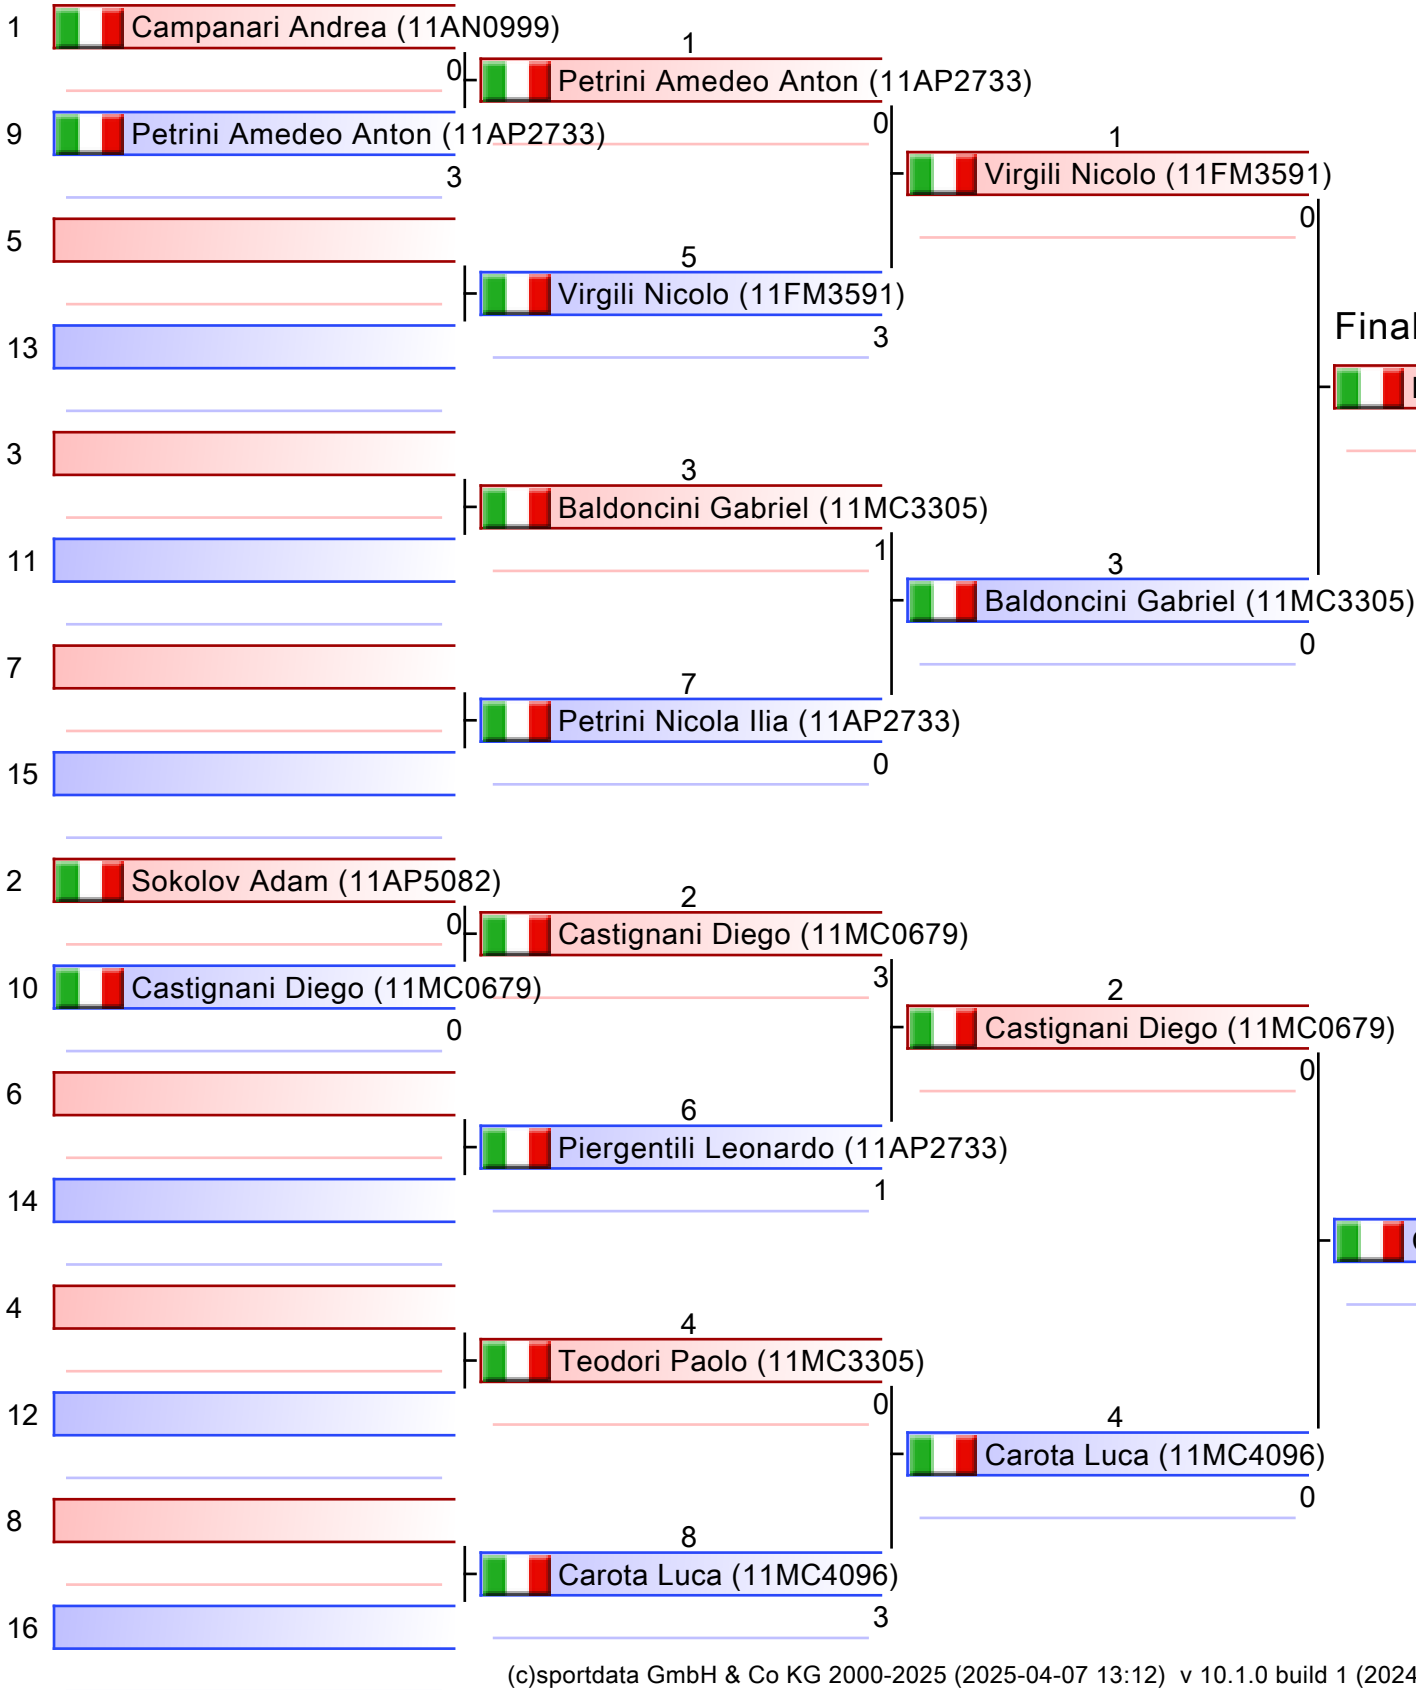 1 Campanari Andrea (11AN0999)
0
1
Petrini Amedeo Anton (11AP2733)
0
9 Petrini Amedeo Anton (11AP2733)
3
1
Virgili Nicolo (11FM3591)
0
5
5
Virgili Nicolo (11FM3591)
3
13
Final
3
3
Baldoncini Gabriel (11MC3305)
1
11
3
Baldoncini Gabriel (11MC3305)
0
7
7
Petrini Nicola Ilia (11AP2733)
0
15
2 Sokolov Adam (11AP5082)
0
2
Castignani Diego (11MC0679)
3
10 Castignani Diego (11MC0679)
0
2
Castignani Diego (11MC0679)
0
6
6
Piergentili Leonardo (11AP2733)
1
14
4
4
Teodori Paolo (11MC3305)
0
12
4
Carota Luca (11MC4096)
0
8
8
Carota Luca (11MC4096)
3
16
(c)sportdata GmbH & Co KG 2000-2025 (2025-04-07 13:12) v 10.1.0 build 1 (2024